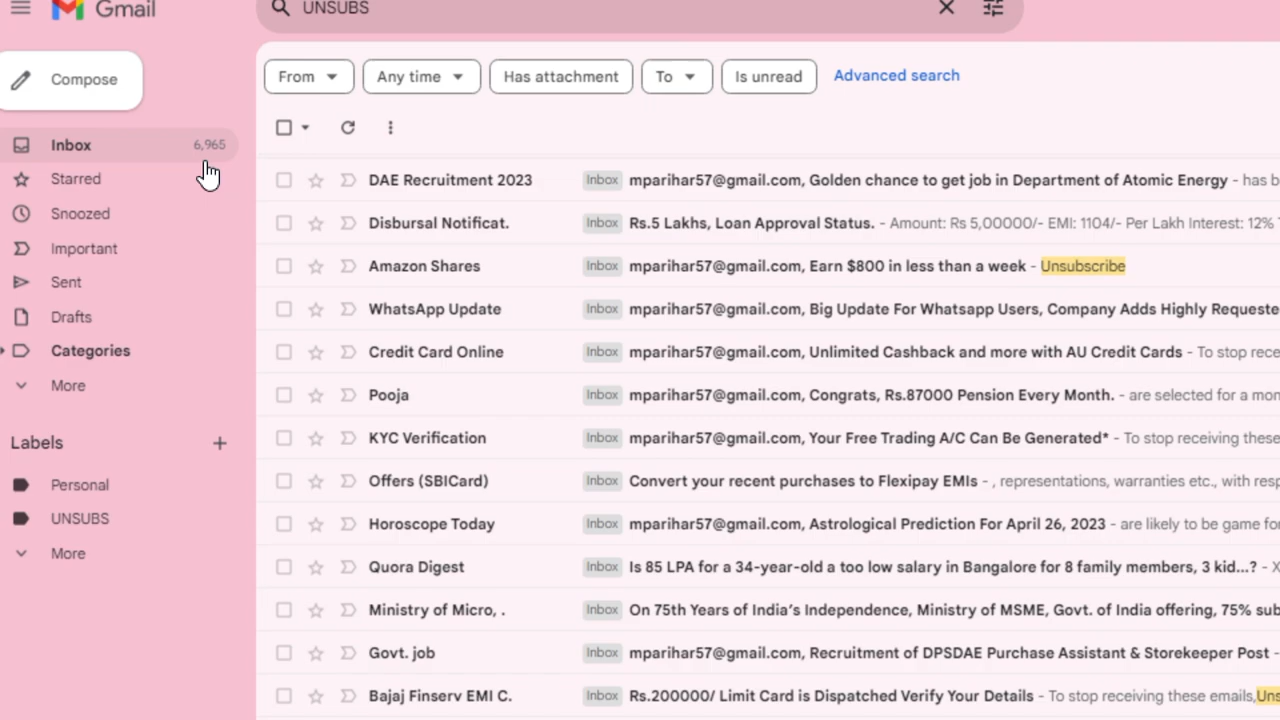 Gmail
UNSUBS
Compose
From Any time Has attachment To Is unread Advanced search
Inbox 6,965
Starred
Snoozed
Important
Sent
Drafts
Categories
More
Labels +
Personal
UNSUBS
More
DAE Recruitment 2023 Inbox mparihar57@gmail.com, Golden chance to get job in Department of Atomic Energy - has b
Disbursal Notificat. Inbox Rs.5 Lakhs, Loan Approval Status. - Amount: Rs 5,00000/- EMI: 1104/- Per Lakh Interest: 12%
Amazon Shares Inbox mparihar57@gmail.com, Earn $800 in less than a week - Unsubscribe
WhatsApp Update Inbox mparihar57@gmail.com, Big Update For Whatsapp Users, Company Adds Highly Requeste
Credit Card Online Inbox mparihar57@gmail.com, Unlimited Cashback and more with AU Credit Cards - To stop rece
Pooja Inbox mparihar57@gmail.com, Congrats, Rs.87000 Pension Every Month. - are selected for a mon
KYC Verification Inbox mparihar57@gmail.com, Your Free Trading A/C Can Be Generated* - To stop receiving these
Offers (SBICard) Inbox Convert your recent purchases to Flexipay EMIs - , representations, warranties etc., with resp
Horoscope Today Inbox mparihar57@gmail.com, Astrological Prediction For April 26, 2023 - are likely to be game for
Quora Digest Inbox Is 85 LPA for a 34-year-old a too low salary in Bangalore for 8 family members, 3 kid...? - X
Ministry of Micro, . Inbox On 75th Years of India's Independence, Ministry of MSME, Govt. of India offering, 75% sub
Govt. job Inbox mparihar57@gmail.com, Recruitment of DPSDAE Purchase Assistant & Storekeeper Post -
Bajaj Finserv EMI C. Inbox Rs.200000/ Limit Card is Dispatched Verify Your Details - To stop receiving these emails,Uns